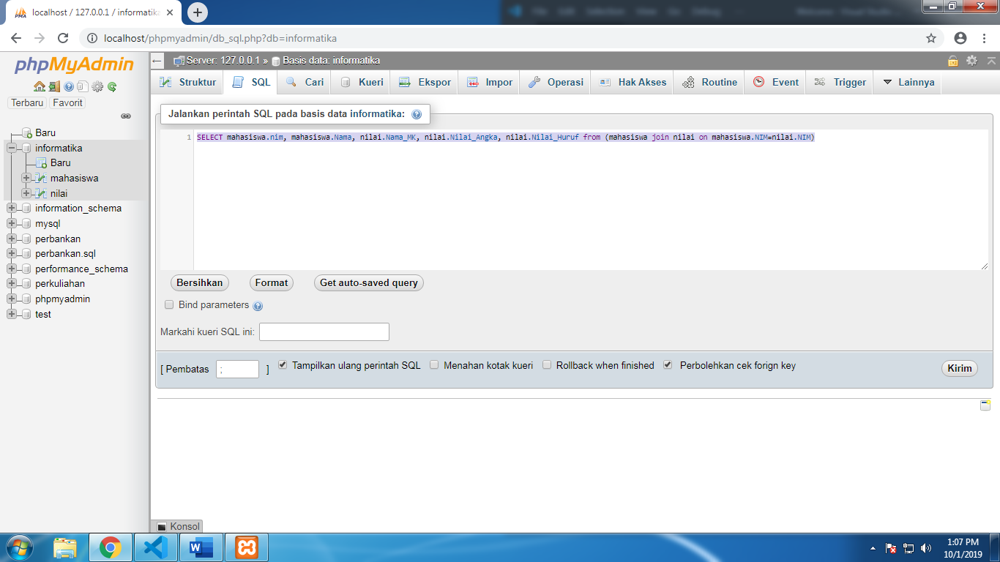 localhost / 127.0.0.1 / informatika
localhost/phpmyadmin/db_sql.php?db=informatika
phpMyAdmin
Terbaru Favorit
Baru
informatika
Baru
mahasiswa
nilai
information_schema
mysql
perbankan
perbankan.sql
performance_schema
perkuliahan
phpmyadmin
test
Server: 127.0.0.1 » Basis data: informatika
Struktur SQL Cari Kueri Ekspor Impor Operasi Hak Akses Routine Event Trigger Lainnya
Jalankan perintah SQL pada basis data informatika:
1 SELECT mahasiswa.nim, mahasiswa.Nama, nilai.Nama_MK, nilai.Nilai_Angka, nilai.Nilai_Huruf from (mahasiswa join nilai on mahasiswa.NIM=nilai.NIM)
Bersihkan Format Get auto-saved query
Bind parameters
Markahi kueri SQL ini:
[ Pembatas ; ] Tampilkan ulang perintah SQL Menahan kotak kueri Rollback when finished Perbolehkan cek forign key Kirim
Konsol
1:07 PM
10/1/2019